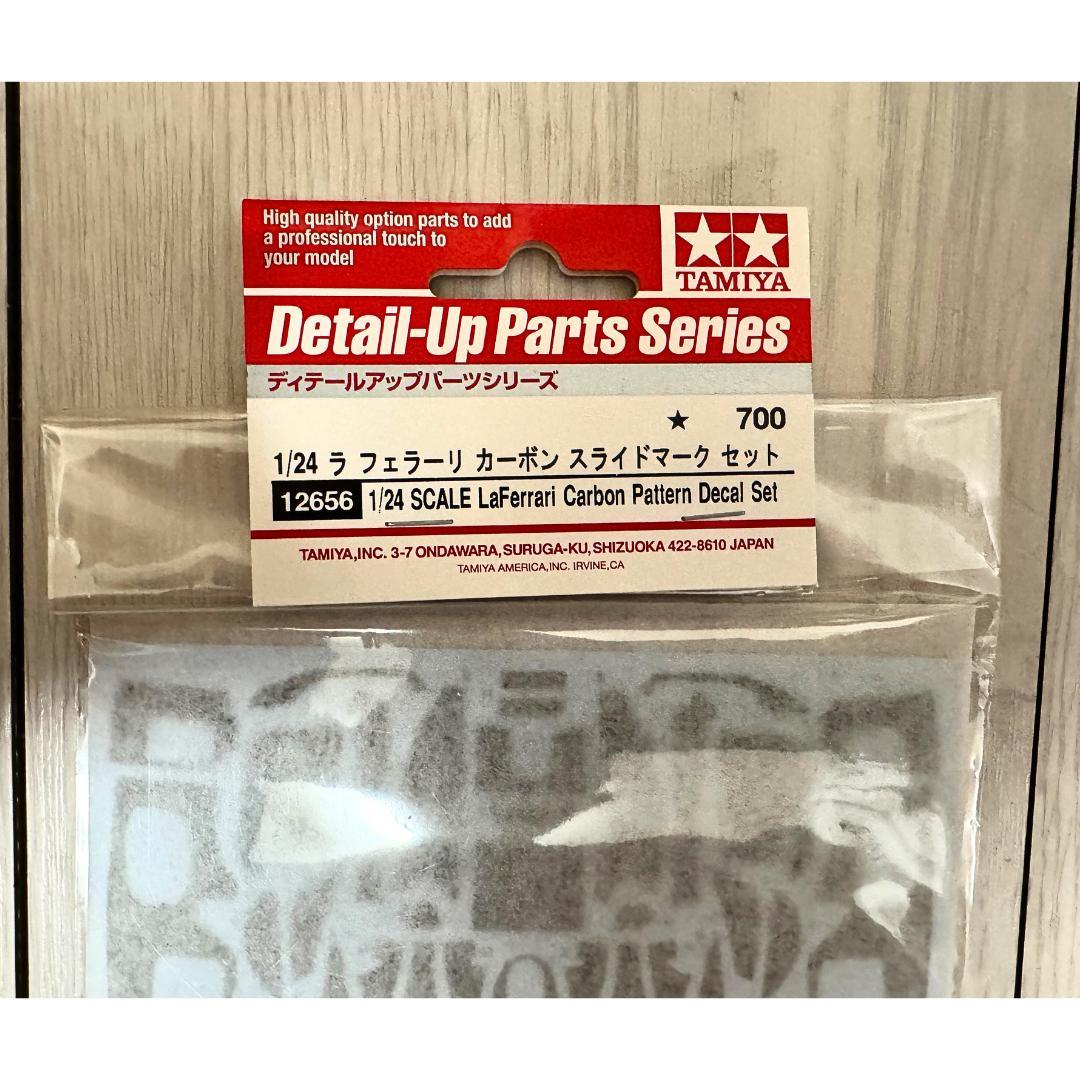 High quality option parts to add
a professional touch to
your model
TAMIYA
Detail-Up Parts Series
ディテールアップパーツシリーズ
★ 700
1/24 ラ フェラーリ カーボン スライドマーク セット
12656 1/24 SCALE LaFerrari Carbon Pattern Decal Set
TAMIYA,INC. 3-7 ONDAWARA, SURUGA-KU, SHIZUOKA 422-8610 JAPAN
TAMIYA AMERICA,INC. IRVINE,CA